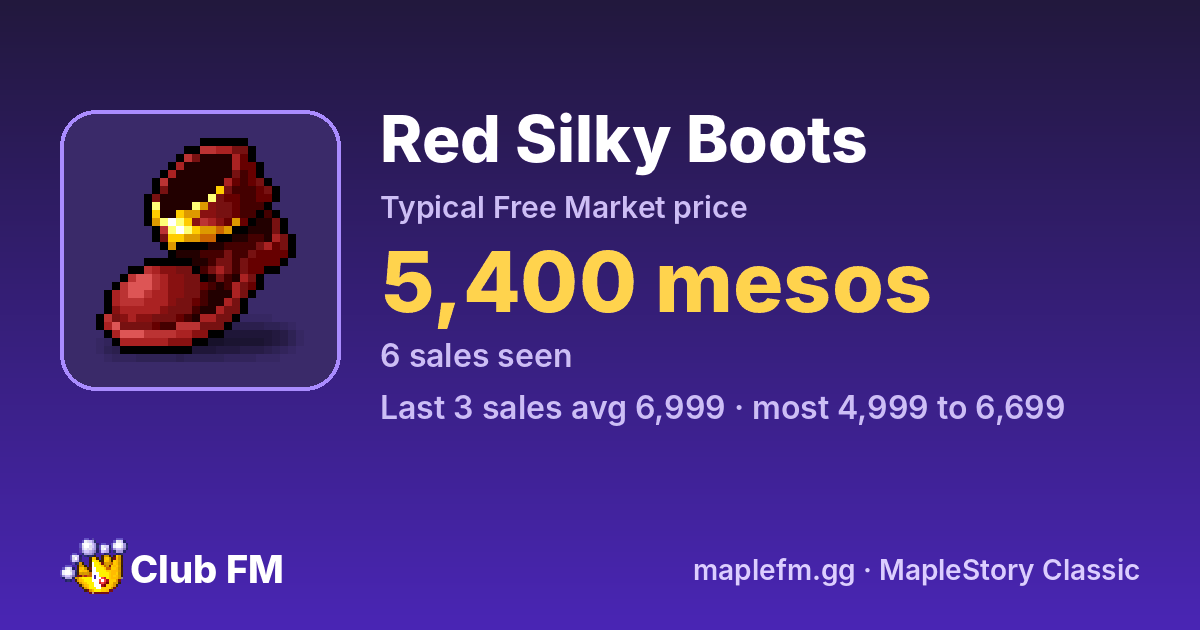 Red Silky Boots
Typical Free Market price
5,400 mesos
6 sales seen
Last 3 sales avg 6,999 · most 4,999 to 6,699
Club FM
maplefm.gg · MapleStory Classic